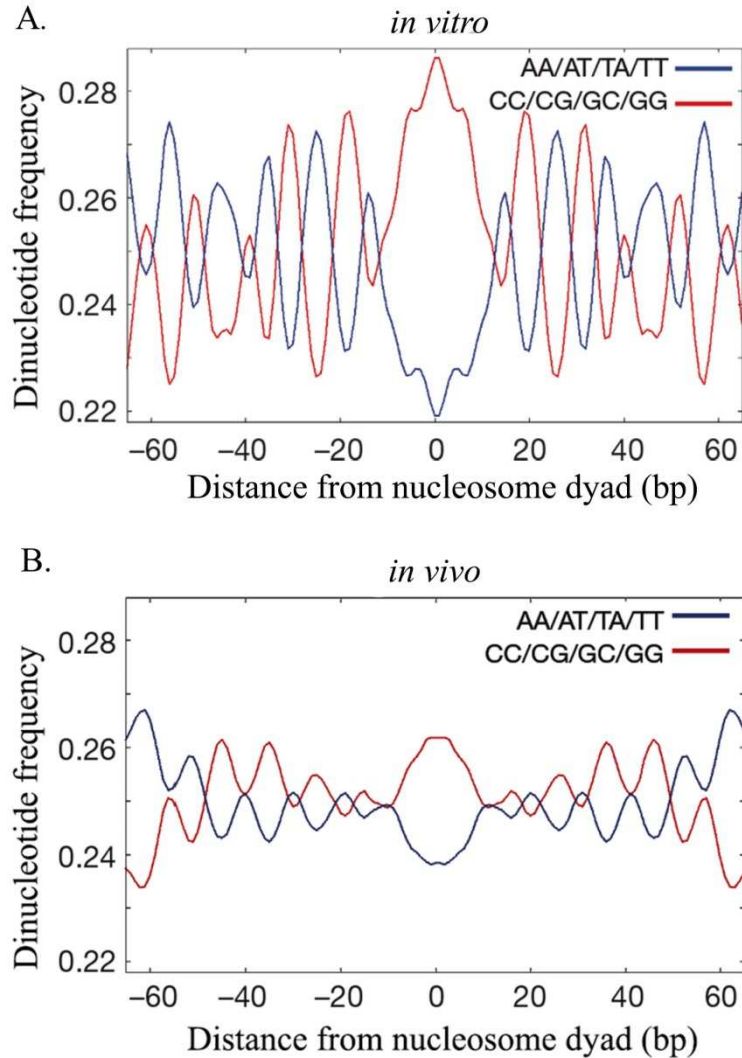 A.
in vitro
AA/AT/TA/TT
CC/CG/GC/GG
Dinucleotide frequency
0.28
0.26
0.24
0.22
−60 −40 −20 0 20 40 60
Distance from nucleosome dyad (bp)
B.
in vivo
AA/AT/TA/TT
CC/CG/GC/GG
Dinucleotide frequency
0.28
0.26
0.24
0.22
−60 −40 −20 0 20 40 60
Distance from nucleosome dyad (bp)